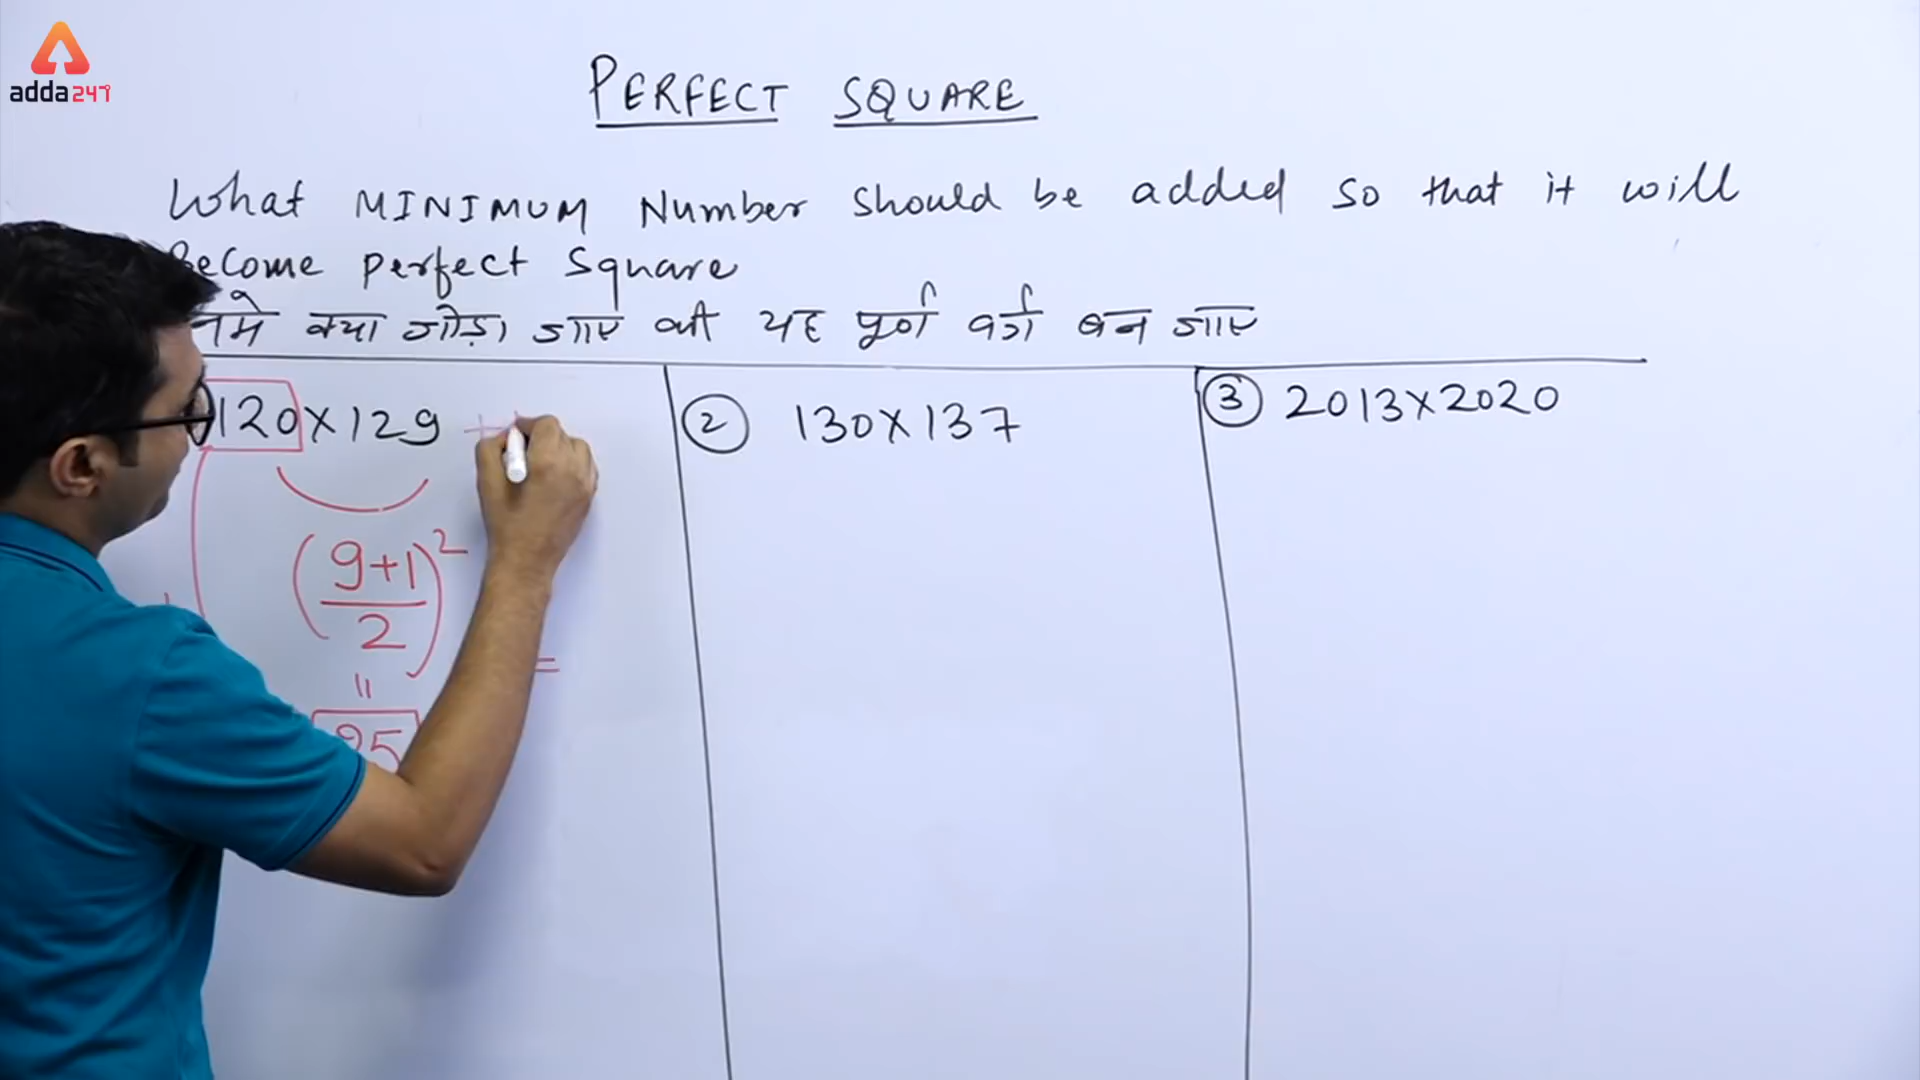 adda247
PERFECT SQUARE
What MINIMUM Number should be added so that it will
Become perfect square
क्या जोड़ा जाए की यह पूर्ण वर्ग बन जाए
120×129 +
(9+1/2)²
=
=
25
② 130×137
③ 2013×2020